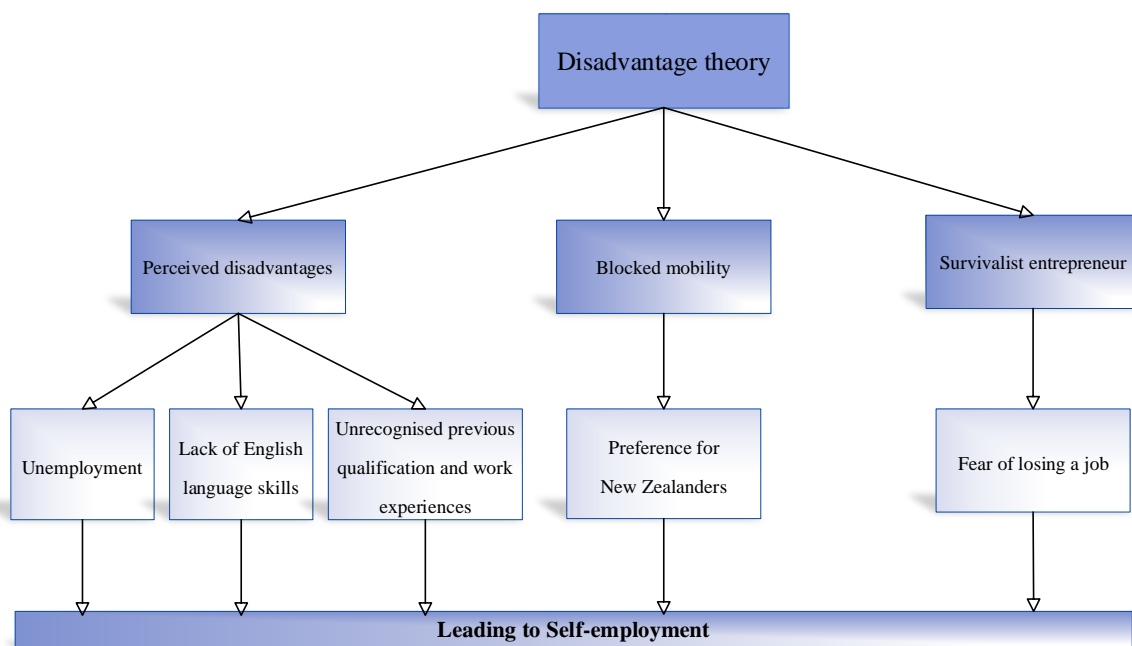 Disadvantage theory
Perceived disadvantages
Blocked mobility
Survivalist entrepreneur
Unemployment
Lack of English
language skills
Unrecognised previous
qualification and work
experiences
Preference for
New Zealanders
Fear of losing a job
Leading to Self-employment